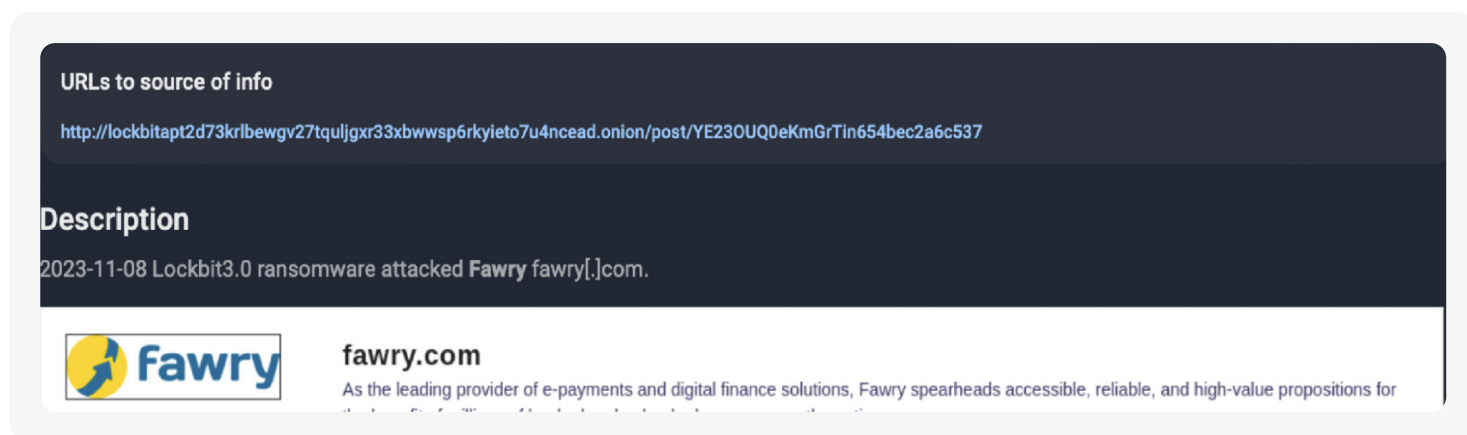 URLs to source of info
http://lockbitapt2d73krlbewgv27tquljgxr33xbwwsp6rkyieto7u4ncead.onion/post/YE23OUQ0eKmGrTin654bec2a6c537
Description
2023-11-08 Lockbit3.0 ransomware attacked Fawry fawry[.]com.
fawry
fawry.com
As the leading provider of e-payments and digital finance solutions, Fawry spearheads accessible, reliable, and high-value propositions for